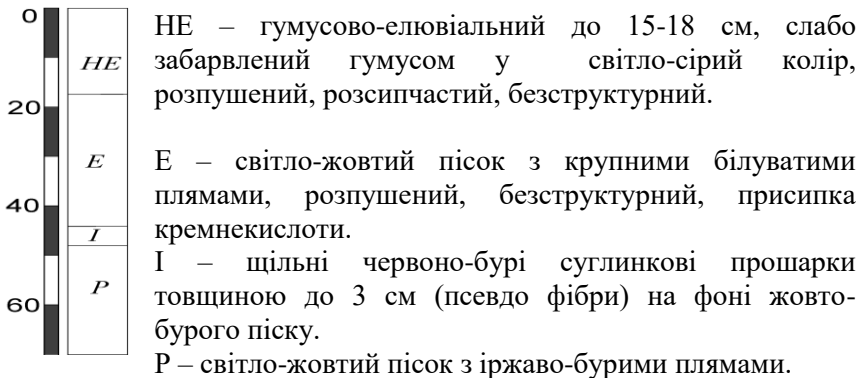 0
20
40
60
HE
E
I
P
НЕ – гумусово-елювіальний до 15-18 см, слабо
забарвлений гумусом у світло-сірий колір,
розпушений, розсипчастий, безструктурний.
Е – світло-жовтий пісок з крупними білуватими
плямами, розпушений, безструктурний, присипка
кремнекислоти.
І – щільні червоно-бурі суглинкові прошарки
товщиною до 3 см (псевдо фібри) на фоні жовто-
бурого піску.
Р – світло-жовтий пісок з іржаво-бурими плямами.